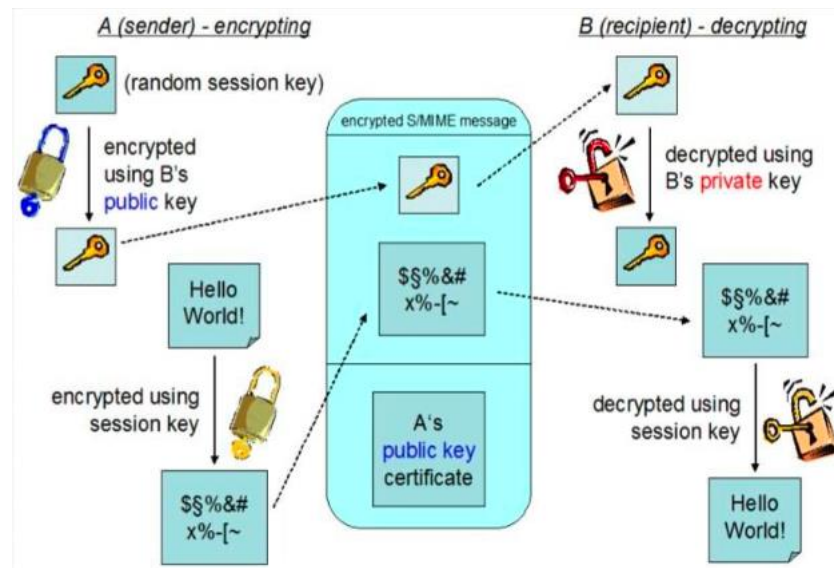 A (sender) - encrypting
B (recipient) - decrypting
(random session key)
encrypted
using B's
public key
Hello
World!
encrypted using
session key
$§%&#
x%-[~
encrypted S/MIME message
$§%&#
x%-[~
A's
public key
certificate
decrypted using
B's private key
$§%&#
x%-[~
decrypted using
session key
Hello
World!